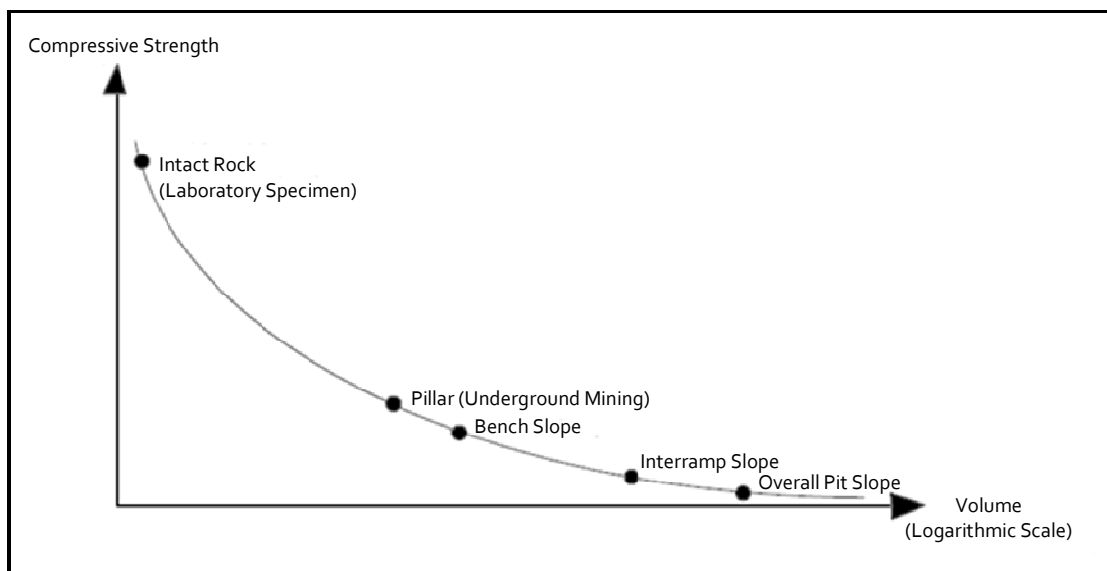 Compressive Strength
Intact Rock
(Laboratory Specimen)
Pillar (Underground Mining)
Bench Slope
Interramp Slope
Overall Pit Slope
Volume
(Logarithmic Scale)